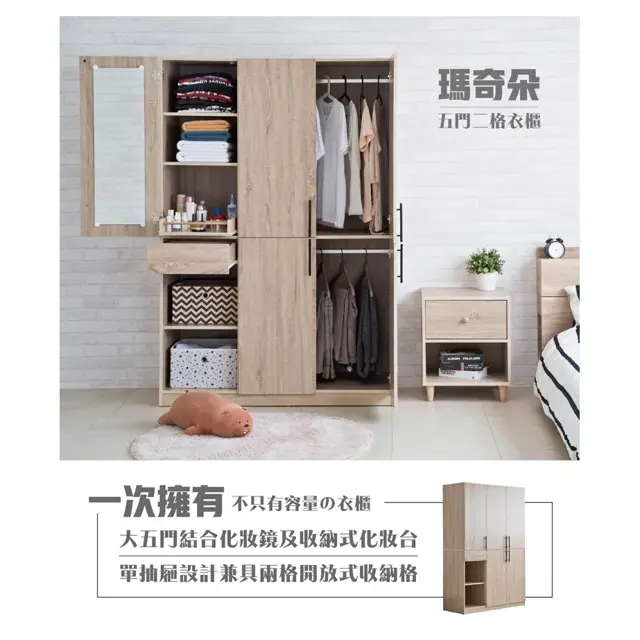 瑪奇朵
五門二格衣櫃
一次擁有 不只有容量の衣櫃
大五門結合化妝鏡及收納式化妝台
單抽屜設計兼具兩格開放式收納格